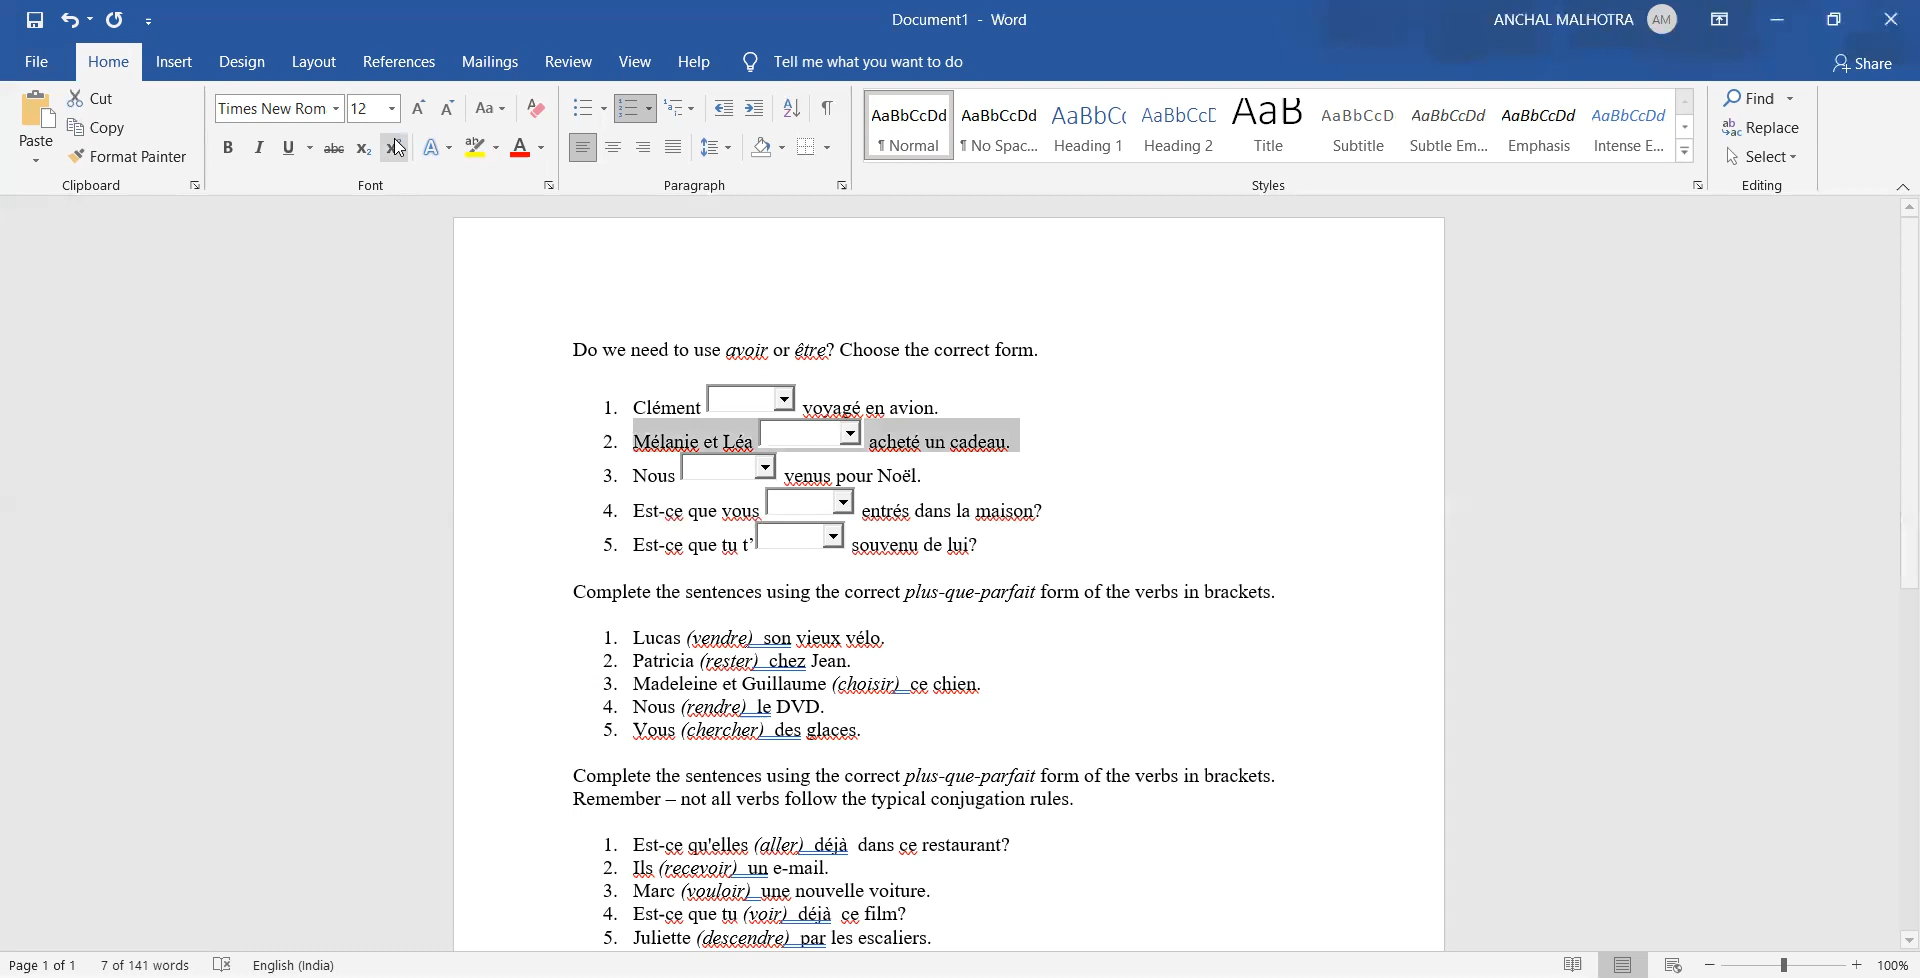 Document1 - Word
ANCHAL MALHOTRA AM
File Home Insert Design Layout References Mailings Review View Help Tell me what you want to do Share
Paste Cut Copy Format Painter Clipboard
Times New Rom 12 Aa
B I U abc x₂ A ab A Font
Paragraph
AaBbCcDd AaBbCcDd AaBbCc AaBbCcD AaB AaBbCcD AaBbCcDd AaBbCcDd AaBbCcDd
¶ Normal ¶ No Spac... Heading 1 Heading 2 Title Subtitle Subtle Em... Emphasis Intense E...
Styles
Find Replace Select Editing
Do we need to use avoir or être? Choose the correct form.
1. Clément voyagé en avion.
2. Mélanie et Léa acheté un cadeau.
3. Nous venus pour Noël.
4. Est-ce que vous entrés dans la maison?
5. Est-ce que tu t’ souvenu de lui?
Complete the sentences using the correct plus-que-parfait form of the verbs in brackets.
1. Lucas (vendre) son vieux vélo.
2. Patricia (rester) chez Jean.
3. Madeleine et Guillaume (choisir) ce chien.
4. Nous (rendre) le DVD.
5. Vous (chercher) des glaces.
Complete the sentences using the correct plus-que-parfait form of the verbs in brackets.
Remember – not all verbs follow the typical conjugation rules.
1. Est-ce qu'elles (aller) déjà dans ce restaurant?
2. Ils (recevoir) un e-mail.
3. Marc (vouloir) une nouvelle voiture.
4. Est-ce que tu (voir) déjà ce film?
5. Juliette (descendre) par les escaliers.
Page 1 of 1 7 of 141 words English (India) 100%